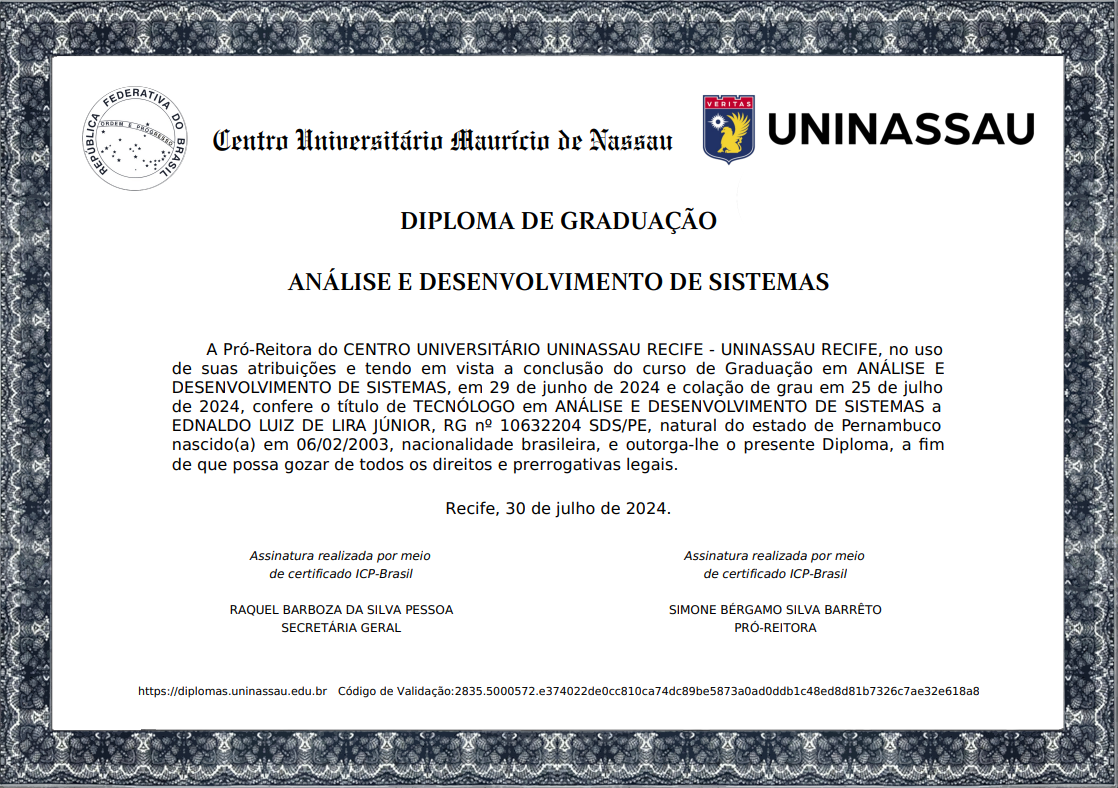 REPÚBLICA FEDERATIVA DO BRASIL
ORDEM E PROGRESSO
Centro Universitário Maurício de Nassau
VERITAS
UNINASSAU
DIPLOMA DE GRADUAÇÃO
ANÁLISE E DESENVOLVIMENTO DE SISTEMAS
A Pró-Reitora do CENTRO UNIVERSITÁRIO UNINASSAU RECIFE - UNINASSAU RECIFE, no uso
de suas atribuições e tendo em vista a conclusão do curso de Graduação em ANÁLISE E
DESENVOLVIMENTO DE SISTEMAS, em 29 de junho de 2024 e colação de grau em 25 de julho
de 2024, confere o título de TECNÓLOGO em ANÁLISE E DESENVOLVIMENTO DE SISTEMAS a
EDNALDO LUIZ DE LIRA JÚNIOR, RG nº 10632204 SDS/PE, natural do estado de Pernambuco
nascido(a) em 06/02/2003, nacionalidade brasileira, e outorga-lhe o presente Diploma, a fim
de que possa gozar de todos os direitos e prerrogativas legais.
Recife, 30 de julho de 2024.
Assinatura realizada por meio
de certificado ICP-Brasil
RAQUEL BARBOZA DA SILVA PESSOA
SECRETÁRIA GERAL
Assinatura realizada por meio
de certificado ICP-Brasil
SIMONE BÉRGAMO SILVA BARRÊTO
PRÓ-REITORA
https://diplomas.uninassau.edu.br Código de Validação:2835.5000572.e374022de0cc810ca74dc89be5873a0ad0ddb1c48ed8d81b7326c7ae32e618a8